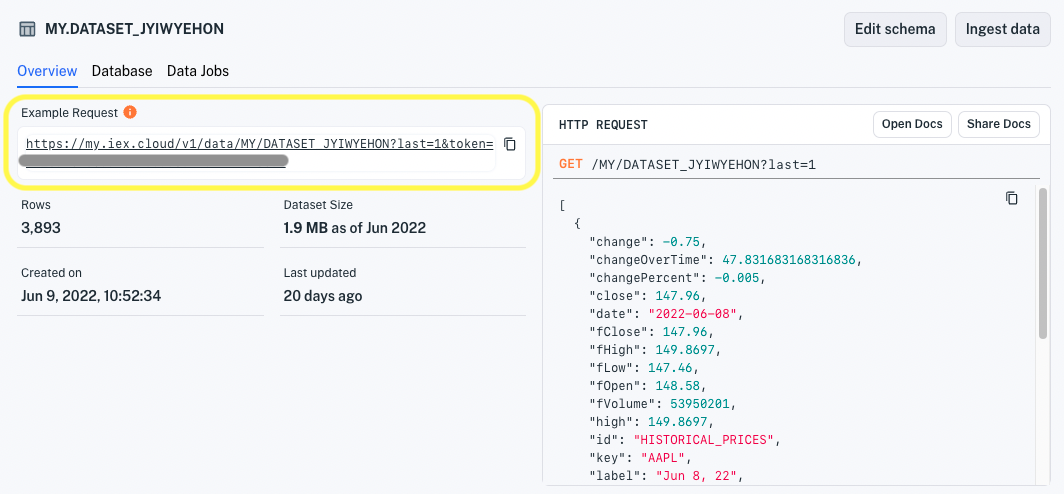 MY.DATASET_JYIWYEHON
Edit schema
Ingest data
Overview
Database
Data Jobs
Example Request
https://my.iex.cloud/v1/data/MY/DATASET_JYIWYEHON?last=1&token=
Rows
3,893
Dataset Size
1.9 MB as of Jun 2022
Created on
Jun 9, 2022, 10:52:34
Last updated
20 days ago
HTTP REQUEST
Open Docs
Share Docs
GET /MY/DATASET_JYIWYEHON?last=1
[
{
"change": -0.75,
"changeOverTime": 47.831683168316836,
"changePercent": -0.005,
"close": 147.96,
"date": "2022-06-08",
"fClose": 147.96,
"fHigh": 149.8697,
"fLow": 147.46,
"fOpen": 148.58,
"fVolume": 53950201,
"high": 149.8697,
"id": "HISTORICAL_PRICES",
"key": "AAPL",
"label": "Jun 8, 22",